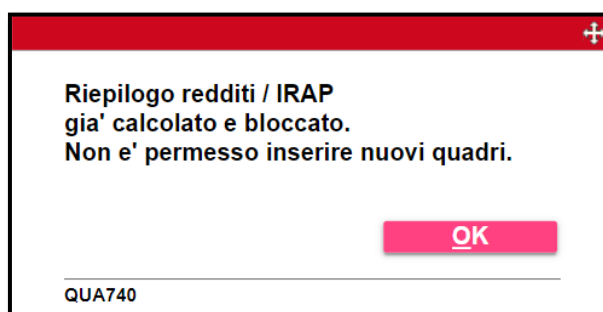 Riepilogo redditi / IRAP
gia' calcolato e bloccato.
Non e' permesso inserire nuovi quadri.
OK
QUA740